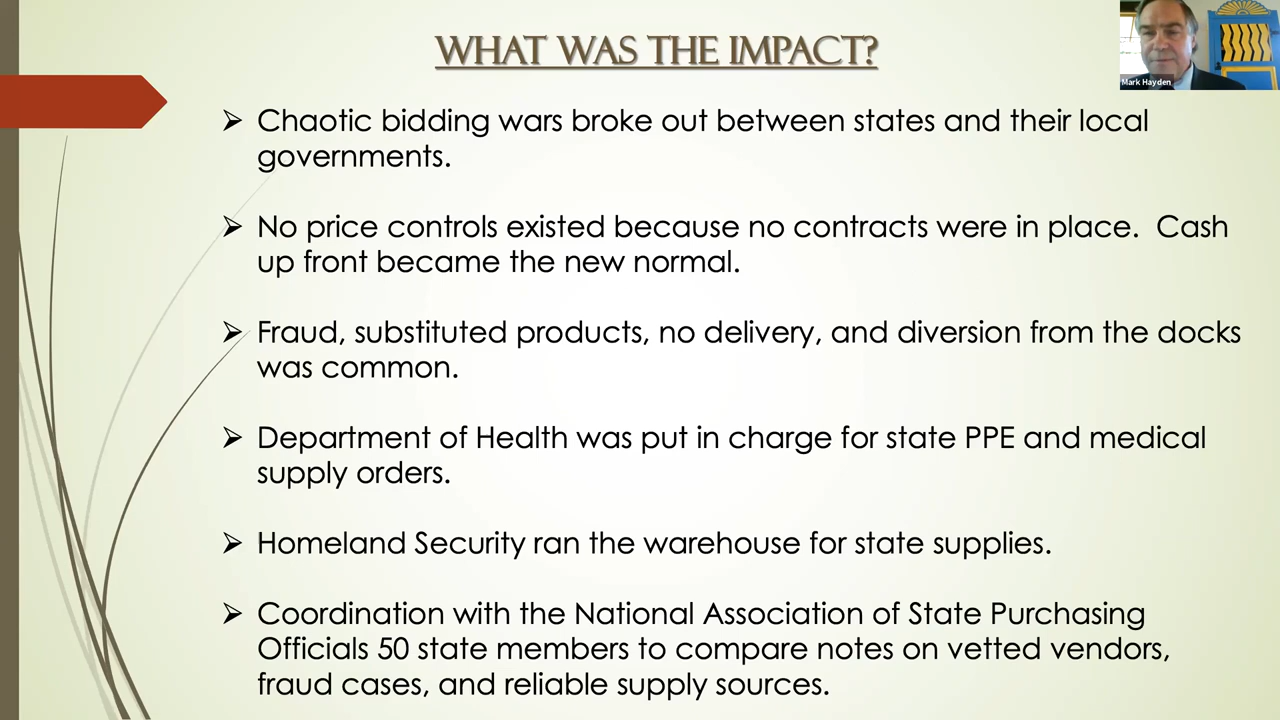 WHAT WAS THE IMPACT?
Mark Hayden
➢ Chaotic bidding wars broke out between states and their local
governments.
➢ No price controls existed because no contracts were in place.  Cash
up front became the new normal.
➢ Fraud, substituted products, no delivery, and diversion from the docks
was common.
➢ Department of Health was put in charge for state PPE and medical
supply orders.
➢ Homeland Security ran the warehouse for state supplies.
➢ Coordination with the National Association of State Purchasing
Officials 50 state members to compare notes on vetted vendors,
fraud cases, and reliable supply sources.